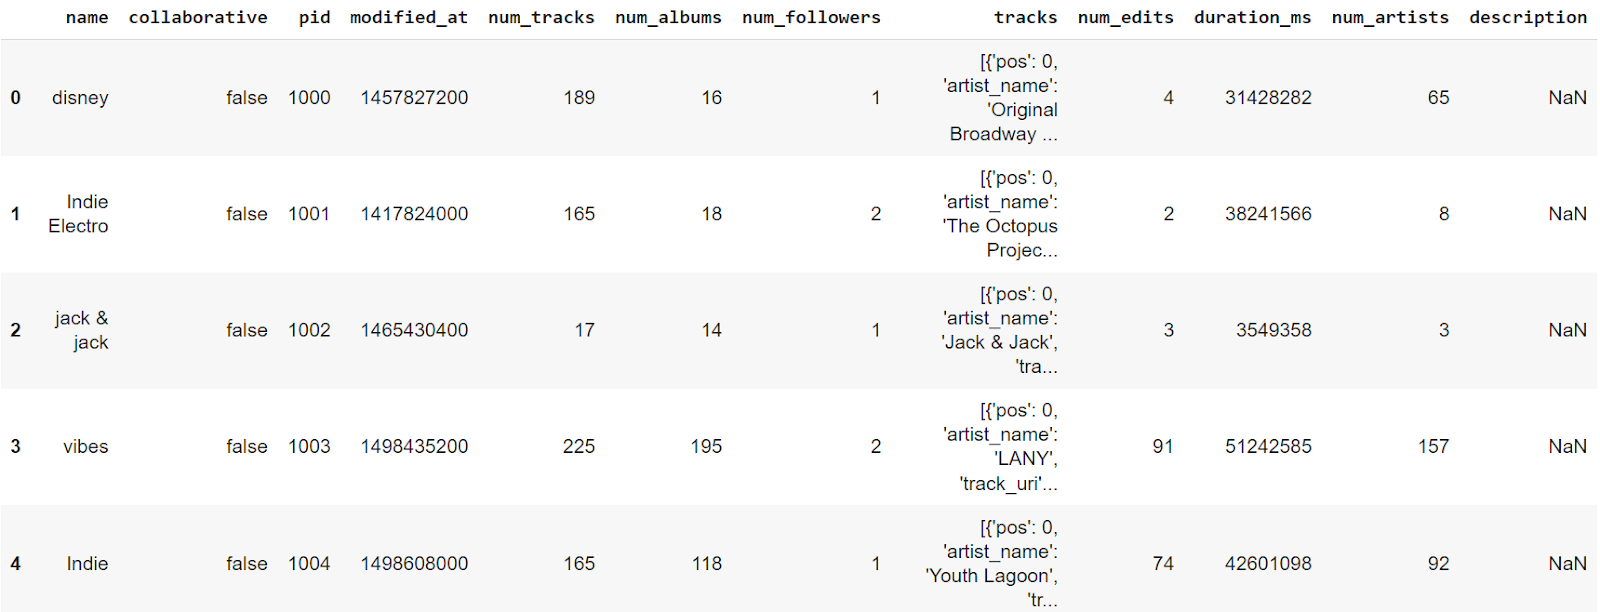 name collaborative pid modified_at num_tracks num_albums num_followers tracks num_edits duration_ms num_artists description
[{'pos': 0,
'artist_name':
0 disney false 1000 1457827200 189 16 1 'Original 4 31428282 65 NaN
Broadway ...
[{'pos': 0,
Indie 'artist_name':
1 false 1001 1417824000 165 18 2 2 38241566 8 NaN
Electro 'The Octopus
Projec...
[{'pos': 0,
jack & 'artist_name':
2 false 1002 1465430400 17 14 1 3 3549358 3 NaN
jack 'Jack & Jack',
'tra...
[{'pos': 0,
'artist_name':
3 vibes false 1003 1498435200 225 195 2 91 51242585 157 NaN
'LANY',
'track_uri'...
[{'pos': 0,
'artist_name':
4 Indie false 1004 1498608000 165 118 1 74 42601098 92 NaN
'Youth Lagoon',
'tr...